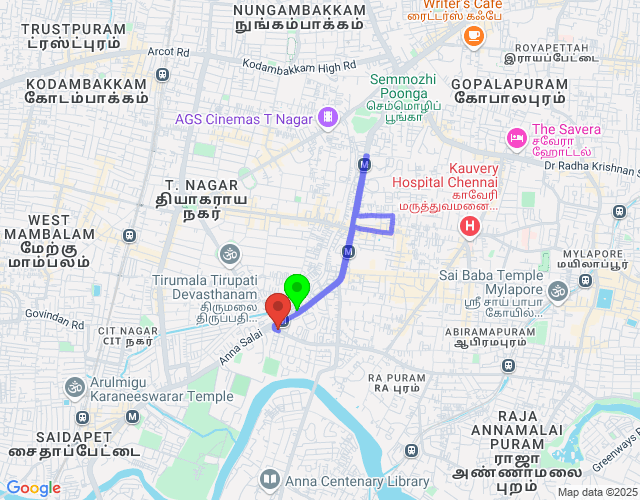 NUNGAMBAKKAM
நுங்கம்பாக்கம்
Writer's Cafe
ரைட்டர்ஸ் கஃபே
TRUSTPURAM
ட்ரஸ்ட்புரம்
Arcot Rd
Kodambakkam High Rd
ROYAPETTAH
இராயப்பேட்டை
KODAMBAKKAM
கோடம்பாக்கம்
Semmozhi
Poonga
செம்மொழிப்
பூங்கா
GOPALAPURAM
கோபாலபுரம்
AGS Cinemas T Nagar
The Savera
சவேரா
ஹோட்டல்
Dr Radha Krishnan S
Kauvery
Hospital Chennai
காவேரி
மருத்துவமனை...
T. NAGAR
தியாகராய
நகர்
WEST
MAMBALAM
மேற்கு
மாம்பலம்
MYLAPORE
மயிலாப்பூர்
Tirumala Tirupati
Devasthanam
திருமலை
திருப்பதி...
Sai Baba Temple
Mylapore
ஸ்ரீ சாய் பாபா
கோயில்...
Govindan Rd
CIT NAGAR
CIT நகர்
Anna Salai
ABIRAMAPURAM
ஆபிரமபுரம்
Arulmigu
Karaneeswarar Temple
RA PURAM
RA புரம்
SAIDAPET
சைதாப்பேட்டை
RAJA
ANNAMALAI
PURAM
ராஜா
அண்ணாமலை
புரம்
Greenways R
Anna Centenary Library
Google
Map data ©2025